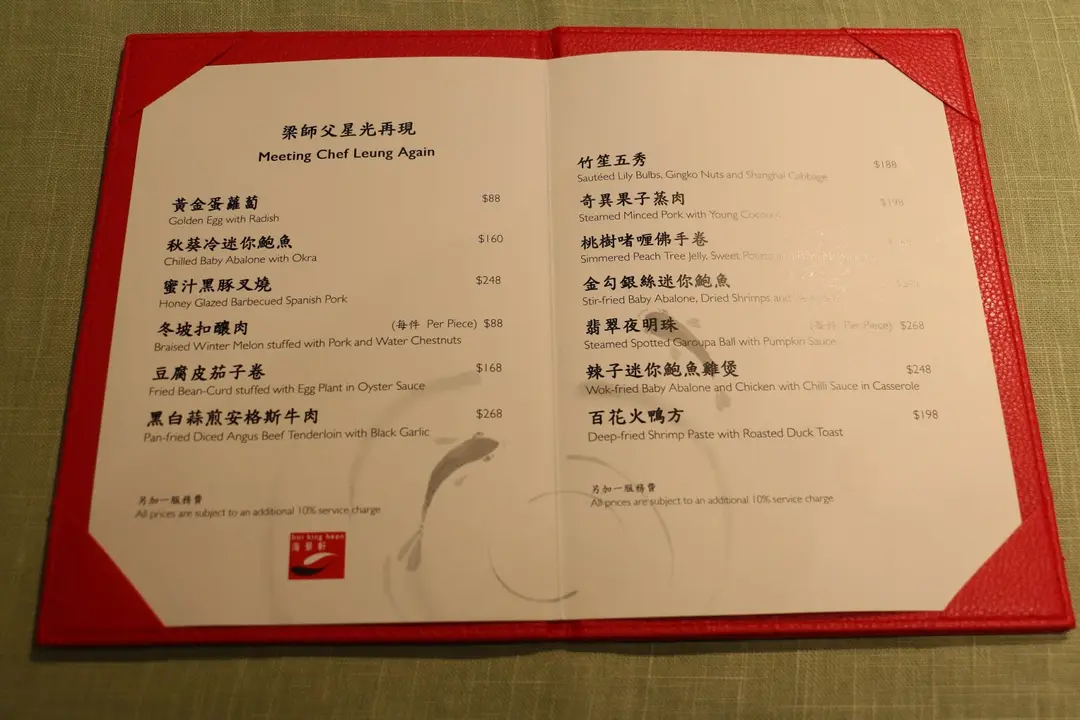 梁師父星光再現
Meeting Chef Leung Again
黃金蛋蘿蔔 $88
Golden Egg with Radish
秋葵冷迷你鮑魚 $160
Chilled Baby Abalone with Okra
蜜汁黑豚叉燒 $248
Honey Glazed Barbecued Spanish Pork
冬坡扣釀肉 (每件 Per Piece) $88
Braised Winter Melon stuffed with Pork and Water Chestnuts
豆腐皮茄子卷 $168
Fried Bean-Curd stuffed with Egg Plant in Oyster Sauce
黑白蒜煎安格斯牛肉 $268
Pan-fried Diced Angus Beef Tenderloin with Black Garlic
另加一服務費
All prices are subject to an additional 10% service charge
hoi king heen
海景軒
竹笙五秀 $188
Sautéed Lily Bulbs, Gingko Nuts and Shanghai Cabbage
奇異果子蒸肉 $198
Steamed Minced Pork with Young Coconut
桃樹啫喱佛手卷
Simmered Peach Tree Jelly, Sweet Potato
金勾銀絲迷你鮑魚
Stir-fried Baby Abalone, Dried Shrimps and
翡翠夜明珠 (每件 Per Piece) $268
Steamed Spotted Garoupa Ball with Pumpkin Sauce
辣子迷你鮑魚雞煲 $248
Wok-fried Baby Abalone and Chicken with Chilli Sauce in Casserole
百花火鴨方 $198
Deep-fried Shrimp Paste with Roasted Duck Toast
另加一服務費
All prices are subject to an additional 10% service charge